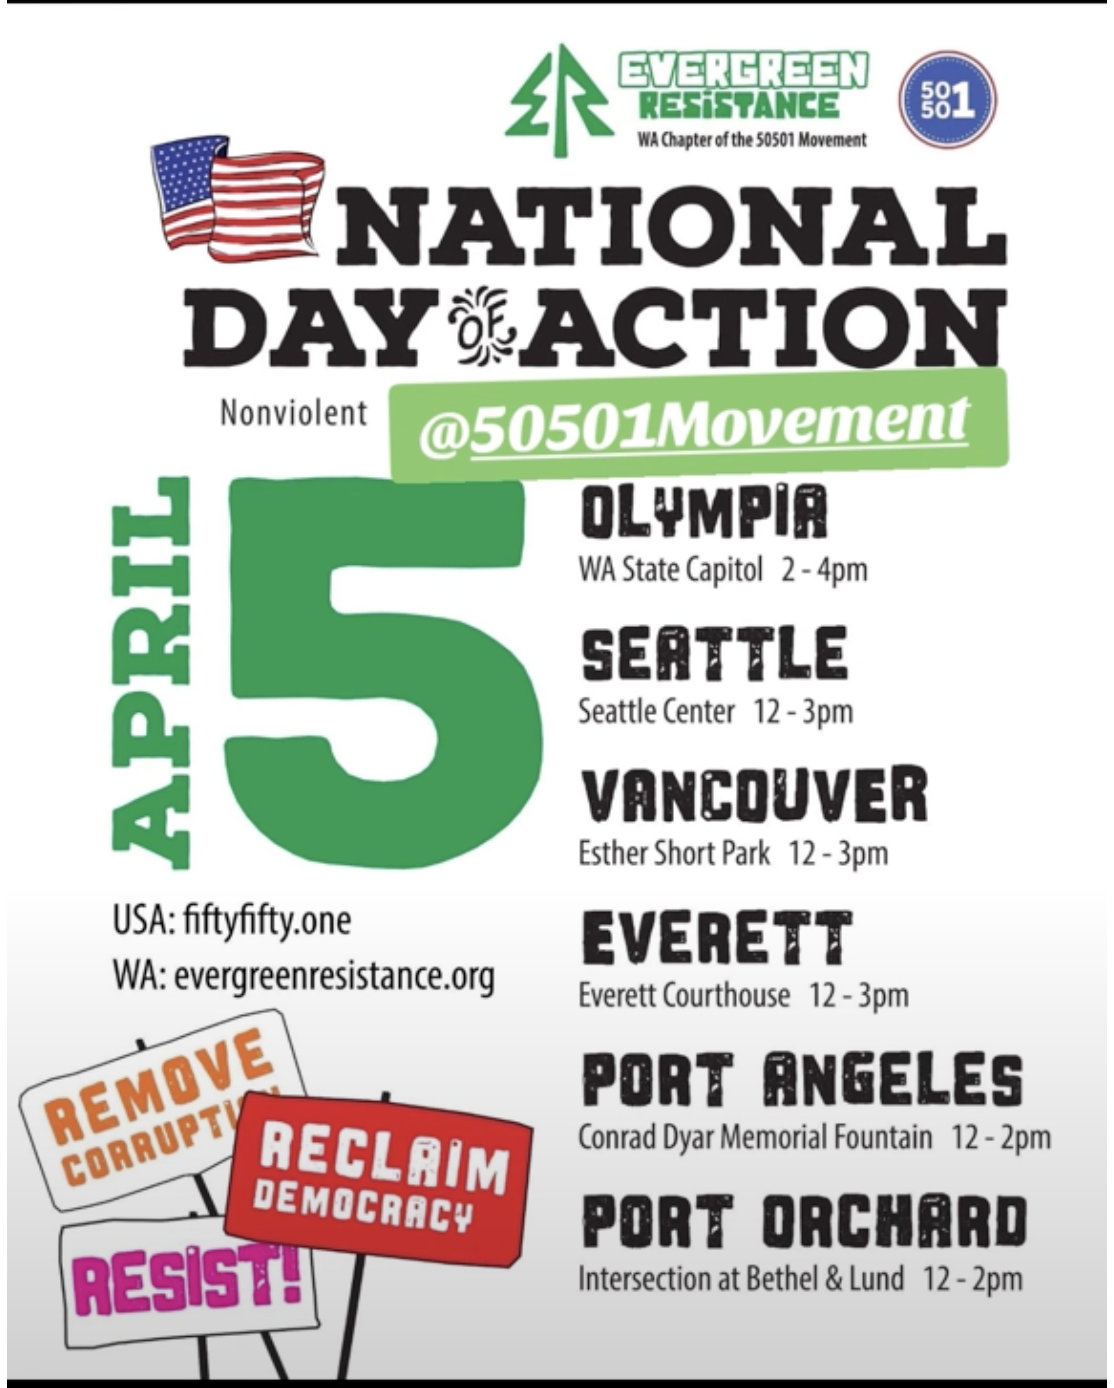 EVERGREEN
RESISTANCE
WA Chapter of the 50501 Movement
50
501
NATIONAL
DAY OF ACTION
Nonviolent
@50501Movement
APRIL
5
OLYMPIA
WA State Capitol 2 - 4pm
SEATTLE
Seattle Center 12 - 3pm
VANCOUVER
Esther Short Park 12 - 3pm
EVERETT
Everett Courthouse 12 - 3pm
PORT ANGELES
Conrad Dyar Memorial Fountain 12 - 2pm
PORT ORCHARD
Intersection at Bethel & Lund 12 - 2pm
USA: fiftyfifty.one
WA: evergreenresistance.org
REMOVE
CORRUPTION
RECLAIM
DEMOCRACY
RESIST!